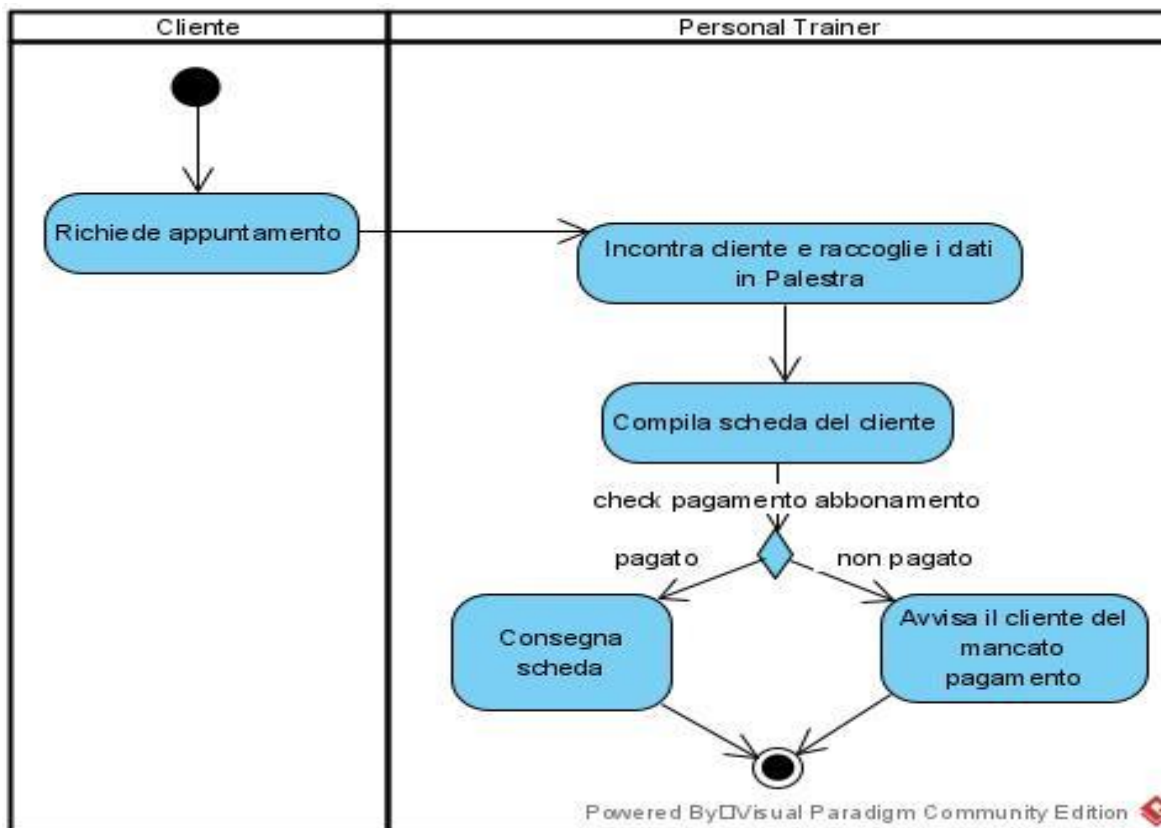 Cliente
Personal Trainer
Richiede appuntamento
Incontra cliente e raccoglie i dati
in Palestra
Compila scheda del cliente
check pagamento abbonamento
pagato
non pagato
Consegna
scheda
Avvisa il cliente del
mancato
pagamento
Powered By□Visual Paradigm Community Edition